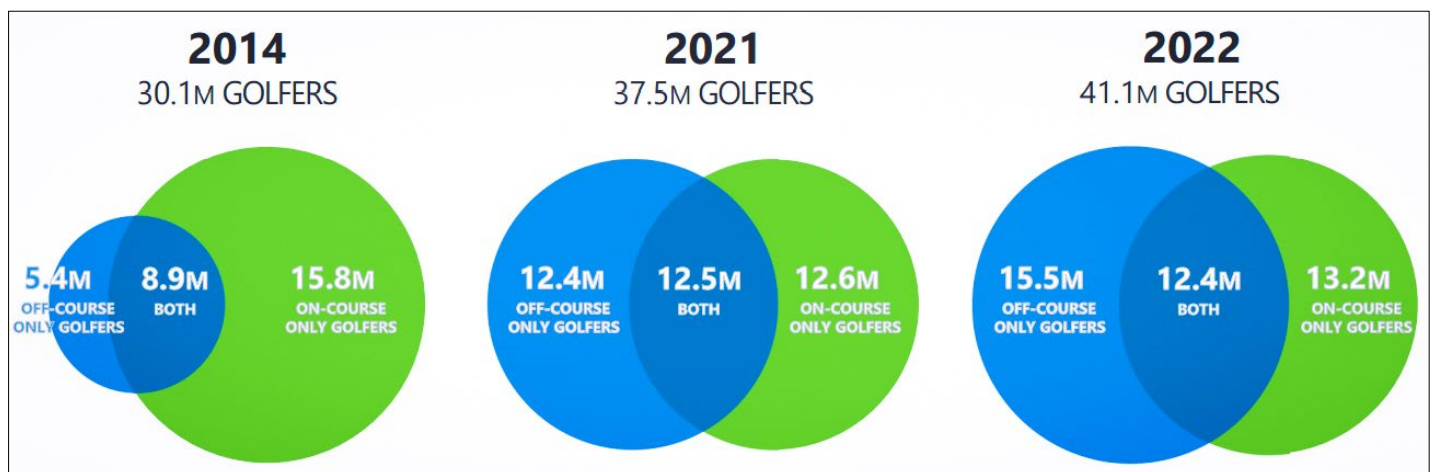 2014
30.1M GOLFERS
5.4M
OFF-COURSE
ONLY GOLFERS
8.9M
BOTH
15.8M
ON-COURSE
ONLY GOLFERS
2021
37.5M GOLFERS
12.4M
OFF-COURSE
ONLY GOLFERS
12.5M
BOTH
12.6M
ON-COURSE
ONLY GOLFERS
2022
41.1M GOLFERS
15.5M
OFF-COURSE
ONLY GOLFERS
12.4M
BOTH
13.2M
ON-COURSE
ONLY GOLFERS